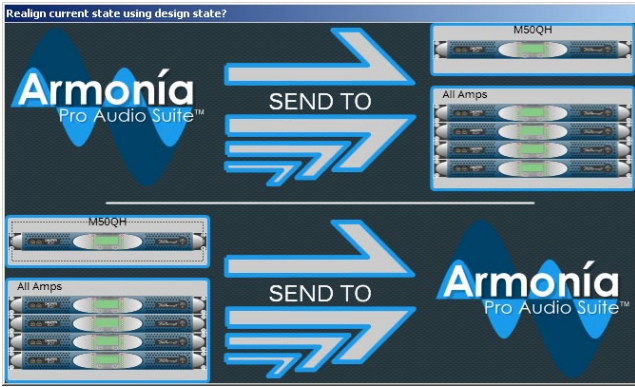 Realign current state using design state?
M50QH
Armonía
Pro Audio Suite™
SEND TO
All Amps
M50QH
All Amps
SEND TO
Armonía
Pro Audio Suite™